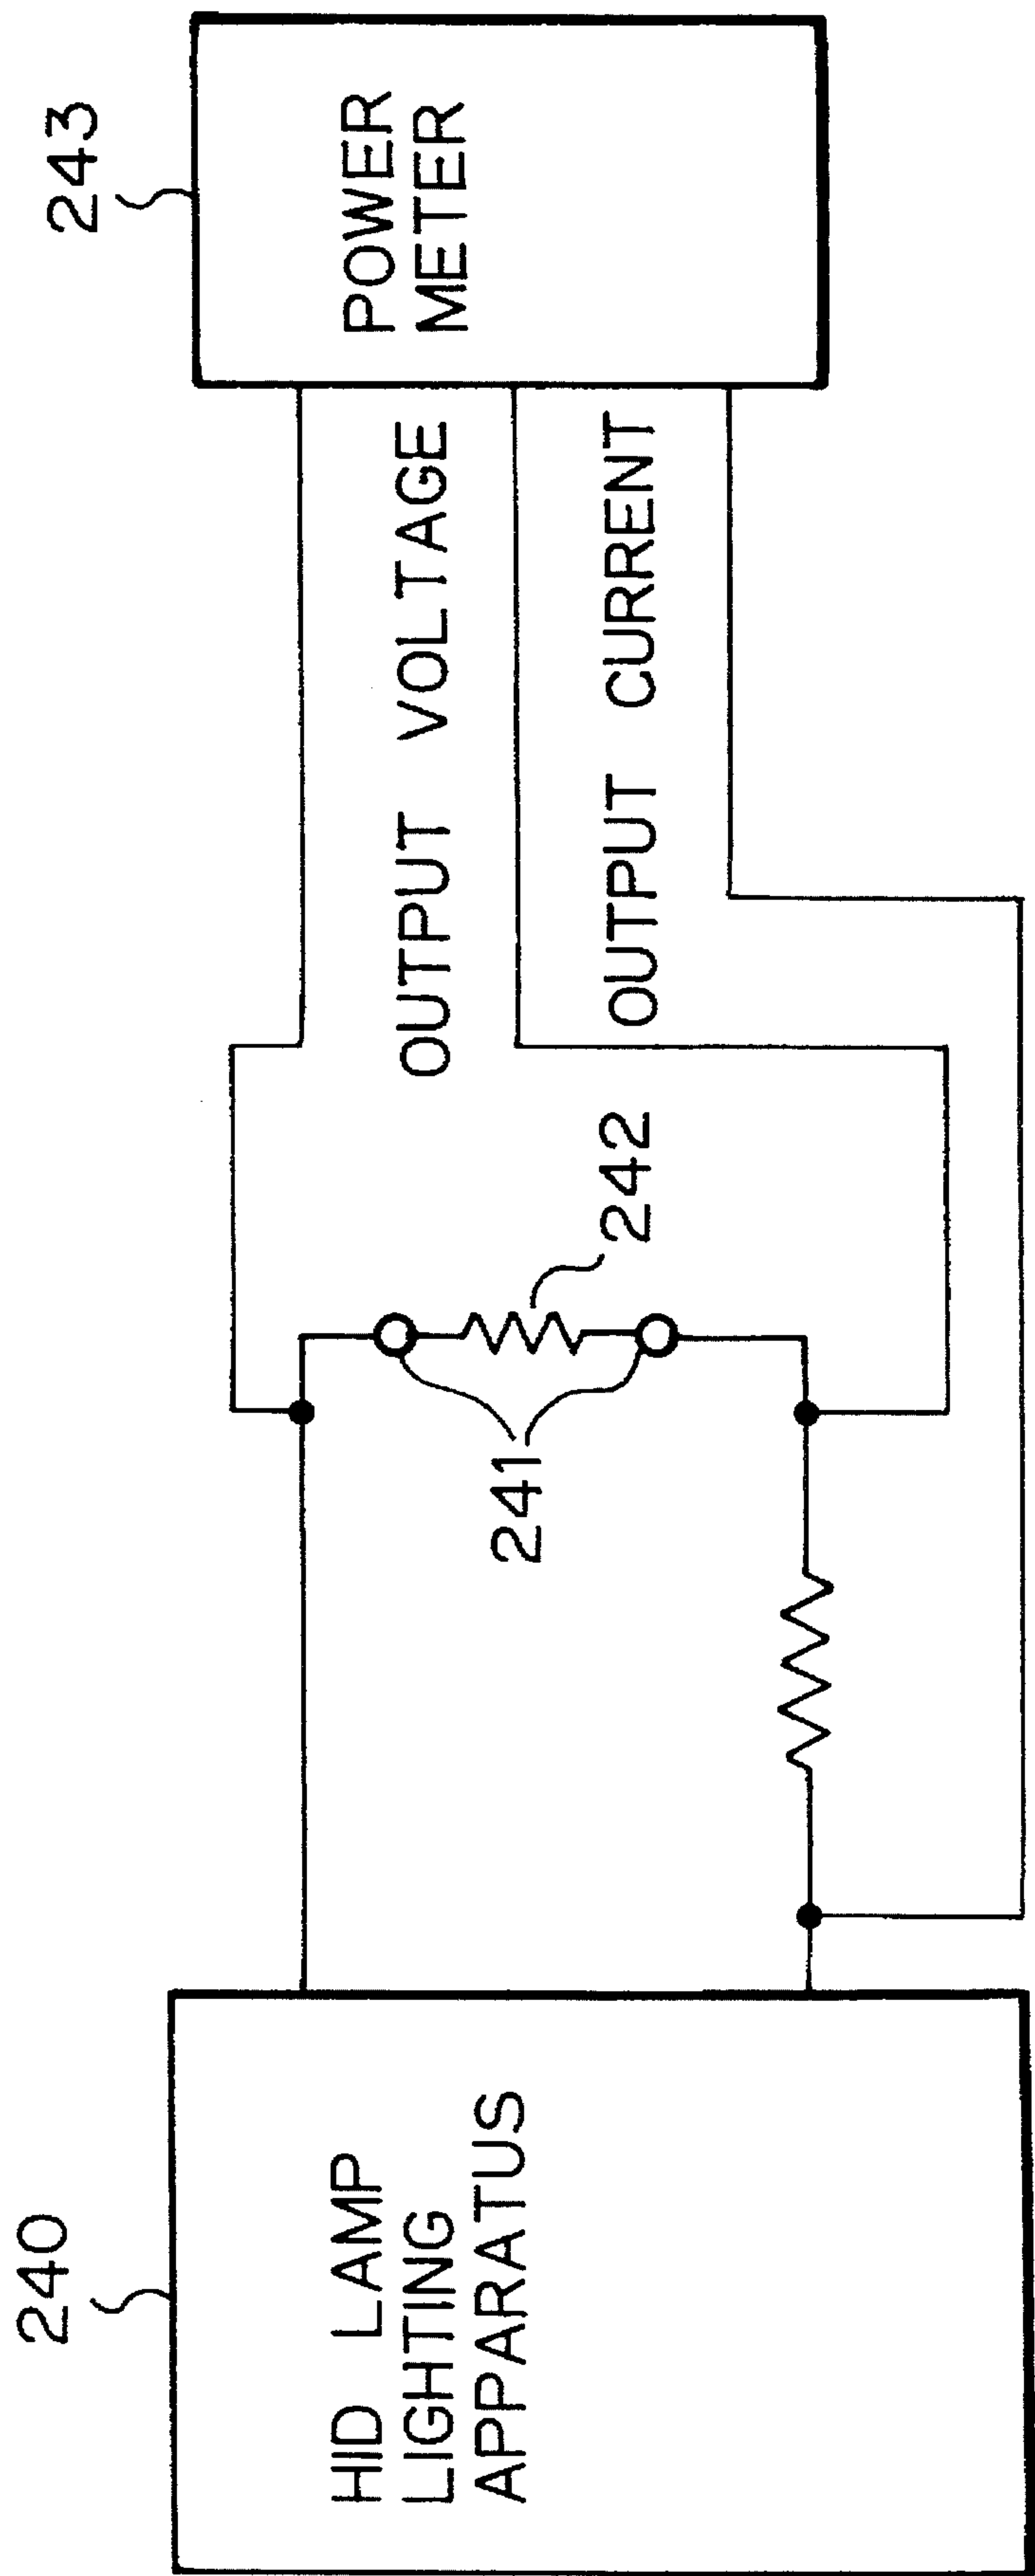 240
HID LAMP
LIGHTING
APPARATUS
241
242
OUTPUT VOLTAGE
OUTPUT CURRENT
243
POWER
METER